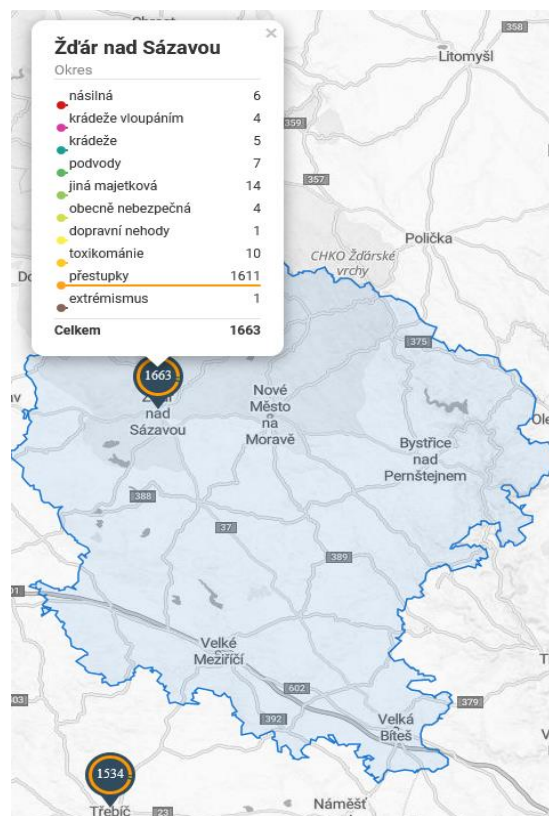 358
Litomyšl
359
357
Polička
CHKO Žďárské
vrchy
×
Žďár nad Sázavou
Okres
násilná 6
krádeže vloupáním 4
krádeže 5
podvody 7
jiná majetková 14
obecně nebezpečná 4
dopravní nehody 1
toxikománie 10
přestupky 1611
extrémismus 1
Celkem 1663
375
1663
nad
Sázavou
Nové
Město
na
Moravě
Bystřice
nad
Pernštejnem
388
37
389
Velké
Meziříčí
602
392
379
Velká
Bíteš
1534
Třebíč
23
Náměšť